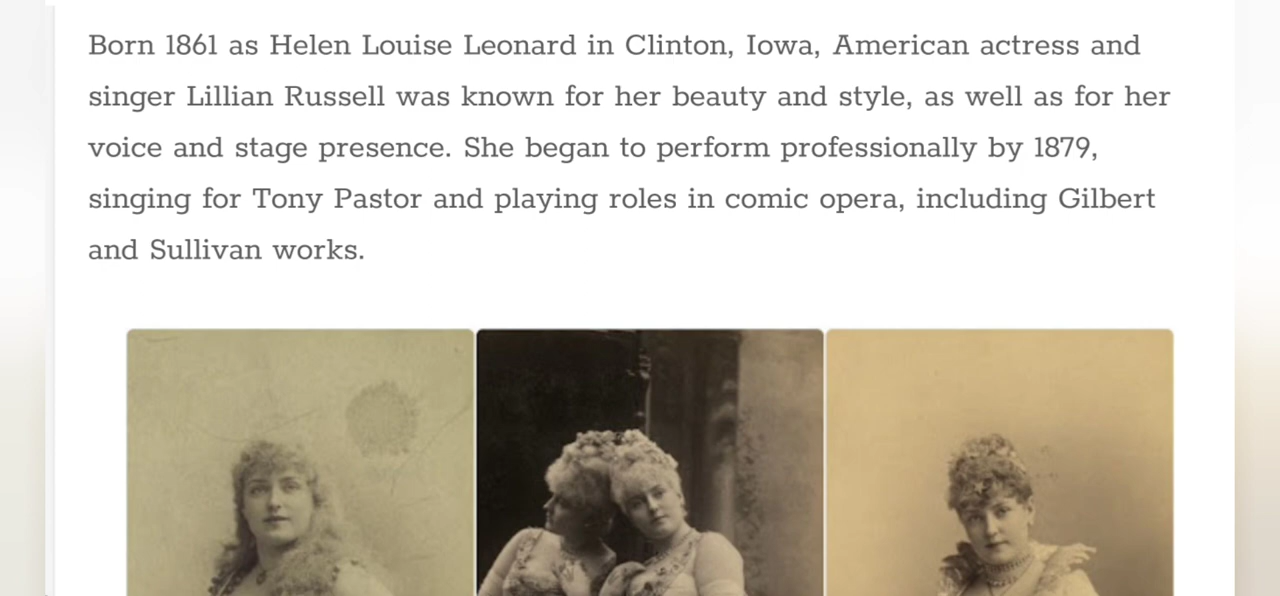 Born 1861 as Helen Louise Leonard in Clinton, Iowa, American actress and
singer Lillian Russell was known for her beauty and style, as well as for her
voice and stage presence. She began to perform professionally by 1879,
singing for Tony Pastor and playing roles in comic opera, including Gilbert
and Sullivan works.